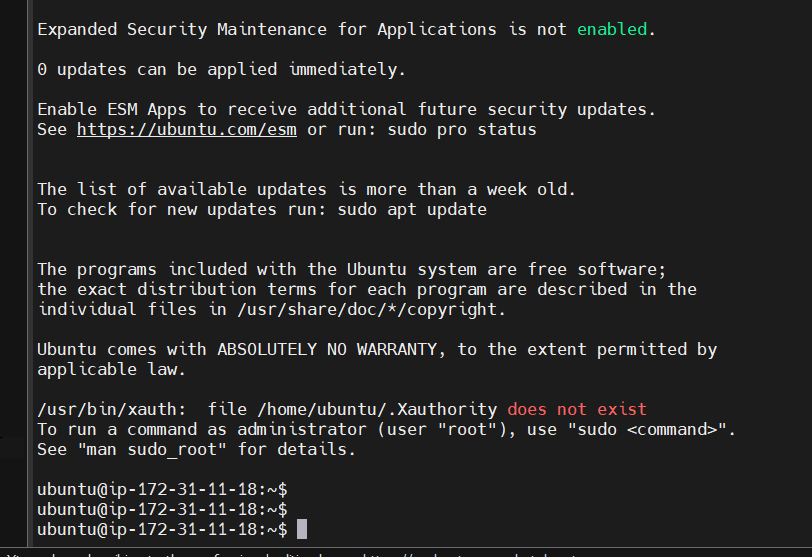 Expanded Security Maintenance for Applications is not enabled.
0 updates can be applied immediately.
Enable ESM Apps to receive additional future security updates.
See https://ubuntu.com/esm or run: sudo pro status
The list of available updates is more than a week old.
To check for new updates run: sudo apt update
The programs included with the Ubuntu system are free software;
the exact distribution terms for each program are described in the
individual files in /usr/share/doc/*/copyright.
Ubuntu comes with ABSOLUTELY NO WARRANTY, to the extent permitted by
applicable law.
/usr/bin/xauth:  file /home/ubuntu/.Xauthority does not exist
To run a command as administrator (user "root"), use "sudo <command>".
See "man sudo_root" for details.
ubuntu@ip-172-31-11-18:~$
ubuntu@ip-172-31-11-18:~$
ubuntu@ip-172-31-11-18:~$